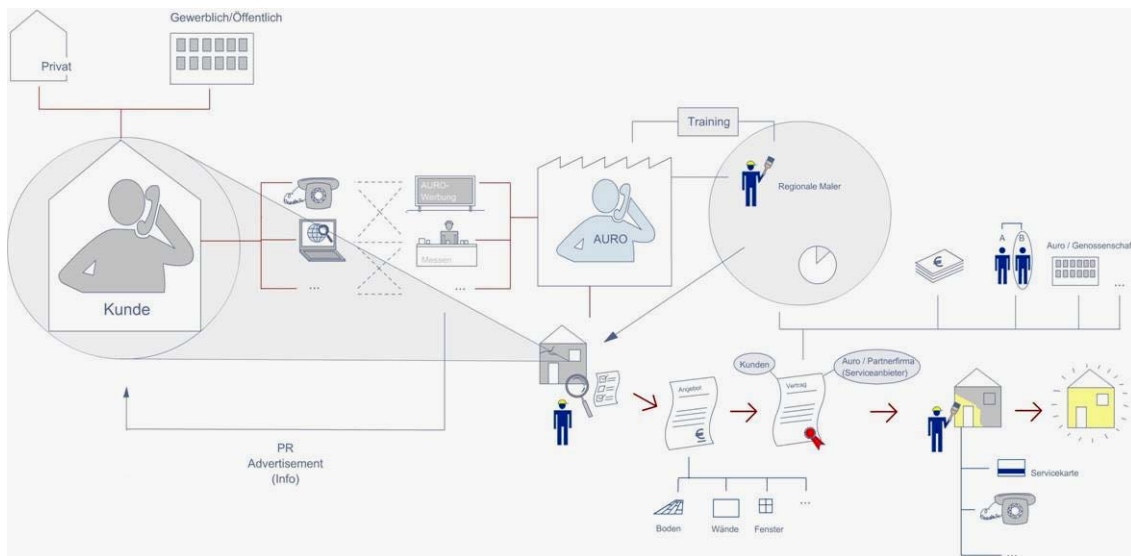 Gewerblich/Öffentlich
Privat
Training
Regionale Maler
AURO-
Werbung
Messen
...
...
AURO
Kunde
€
A
B
Auro / Genossenschaft
...
PR
Advertisement
(Info)
Kunden
Auro / Partnerfirma
(Serviceanbieter)
Angebot
€
Vertrag
Boden
Wände
Fenster
...
Servicekarte
...